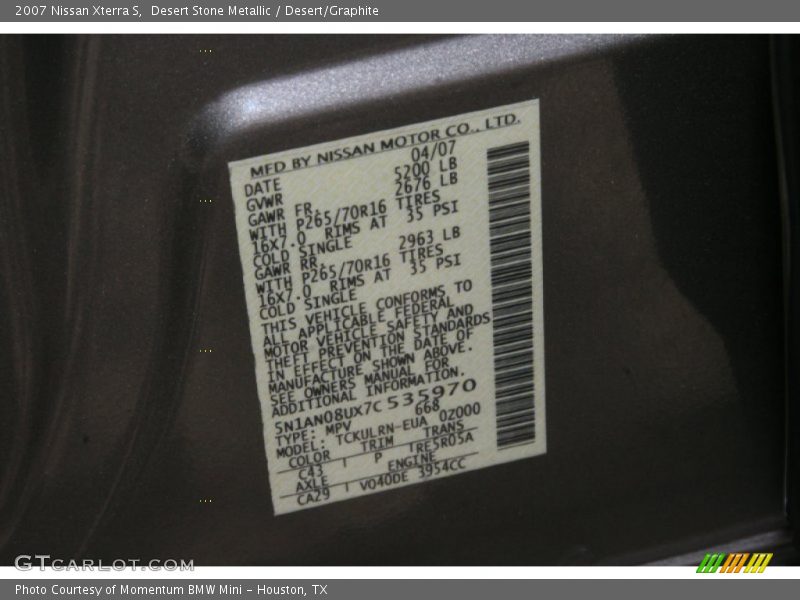 2007 Nissan Xterra S,  Desert Stone Metallic / Desert/Graphite
MFD BY NISSAN MOTOR CO., LTD.
DATE 04/07
GVWR 5200 LB
GAWR FR. 2676 LB
WITH P265/70R16 TIRES
16X7.0 RIMS AT 35 PSI
COLD SINGLE
GAWR RR. 2963 LB
WITH P265/70R16 TIRES
16X7.0 RIMS AT 35 PSI
COLD SINGLE
THIS VEHICLE CONFORMS TO
ALL APPLICABLE FEDERAL
MOTOR VEHICLE SAFETY AND
THEFT PREVENTION STANDARDS
IN EFFECT ON THE DATE OF
MANUFACTURE SHOWN ABOVE.
SEE OWNERS MANUAL FOR
ADDITIONAL INFORMATION.
5N1AN08UX7C535970
TYPE: MPV 668
MODEL: TCKULRN-EUA 0Z000
COLOR TRIM TRANS
C43 P RE5R05A
AXLE ENGINE
CA29 VQ40DE 3954CC
GTCARLOT.COM
Photo Courtesy of Momentum BMW Mini - Houston, TX